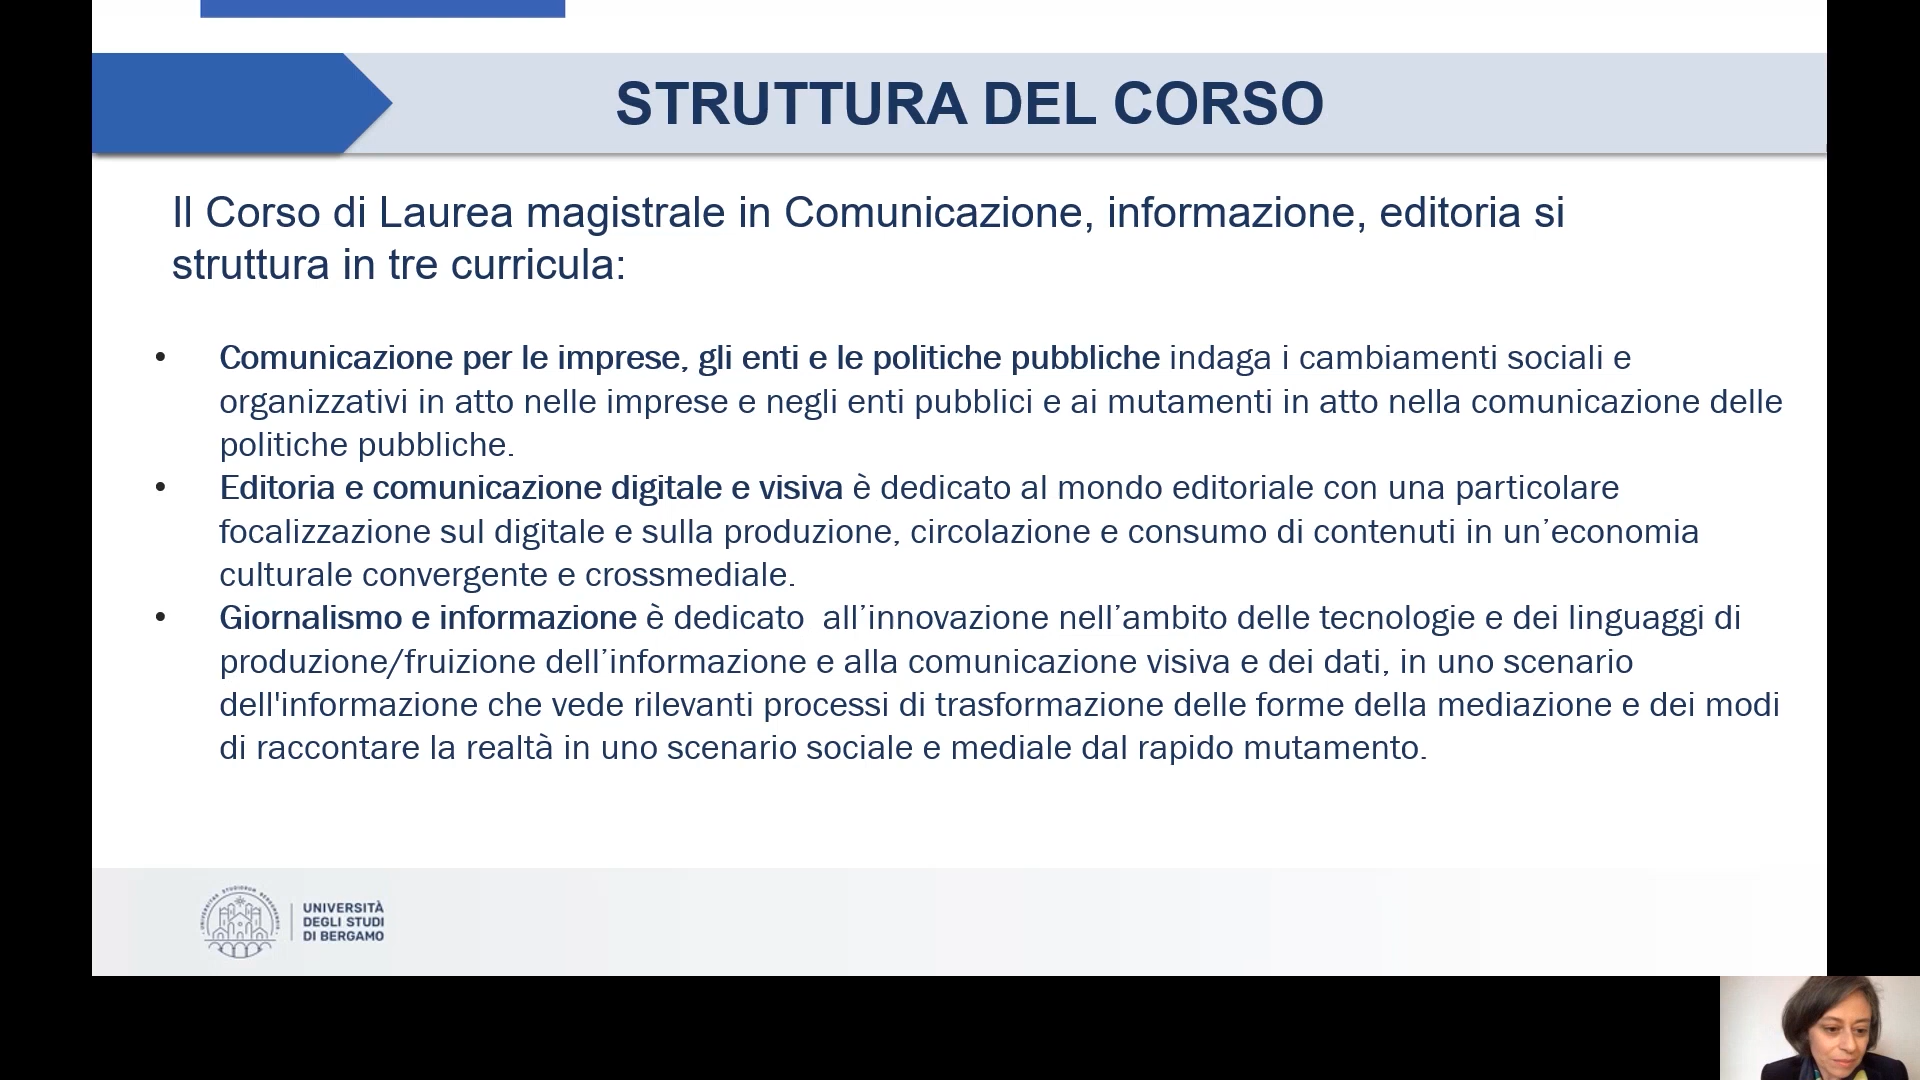 STRUTTURA DEL CORSO
Il Corso di Laurea magistrale in Comunicazione, informazione, editoria si
struttura in tre curricula:
• Comunicazione per le imprese, gli enti e le politiche pubbliche indaga i cambiamenti sociali e
organizzativi in atto nelle imprese e negli enti pubblici e ai mutamenti in atto nella comunicazione delle
politiche pubbliche.
• Editoria e comunicazione digitale e visiva è dedicato al mondo editoriale con una particolare
focalizzazione sul digitale e sulla produzione, circolazione e consumo di contenuti in un’economia
culturale convergente e crossmediale.
• Giornalismo e informazione è dedicato  all’innovazione nell’ambito delle tecnologie e dei linguaggi di
produzione/fruizione dell’informazione e alla comunicazione visiva e dei dati, in uno scenario
dell'informazione che vede rilevanti processi di trasformazione delle forme della mediazione e dei modi
di raccontare la realtà in uno scenario sociale e mediale dal rapido mutamento.
UNIVERSITÀ
DEGLI STUDI
DI BERGAMO